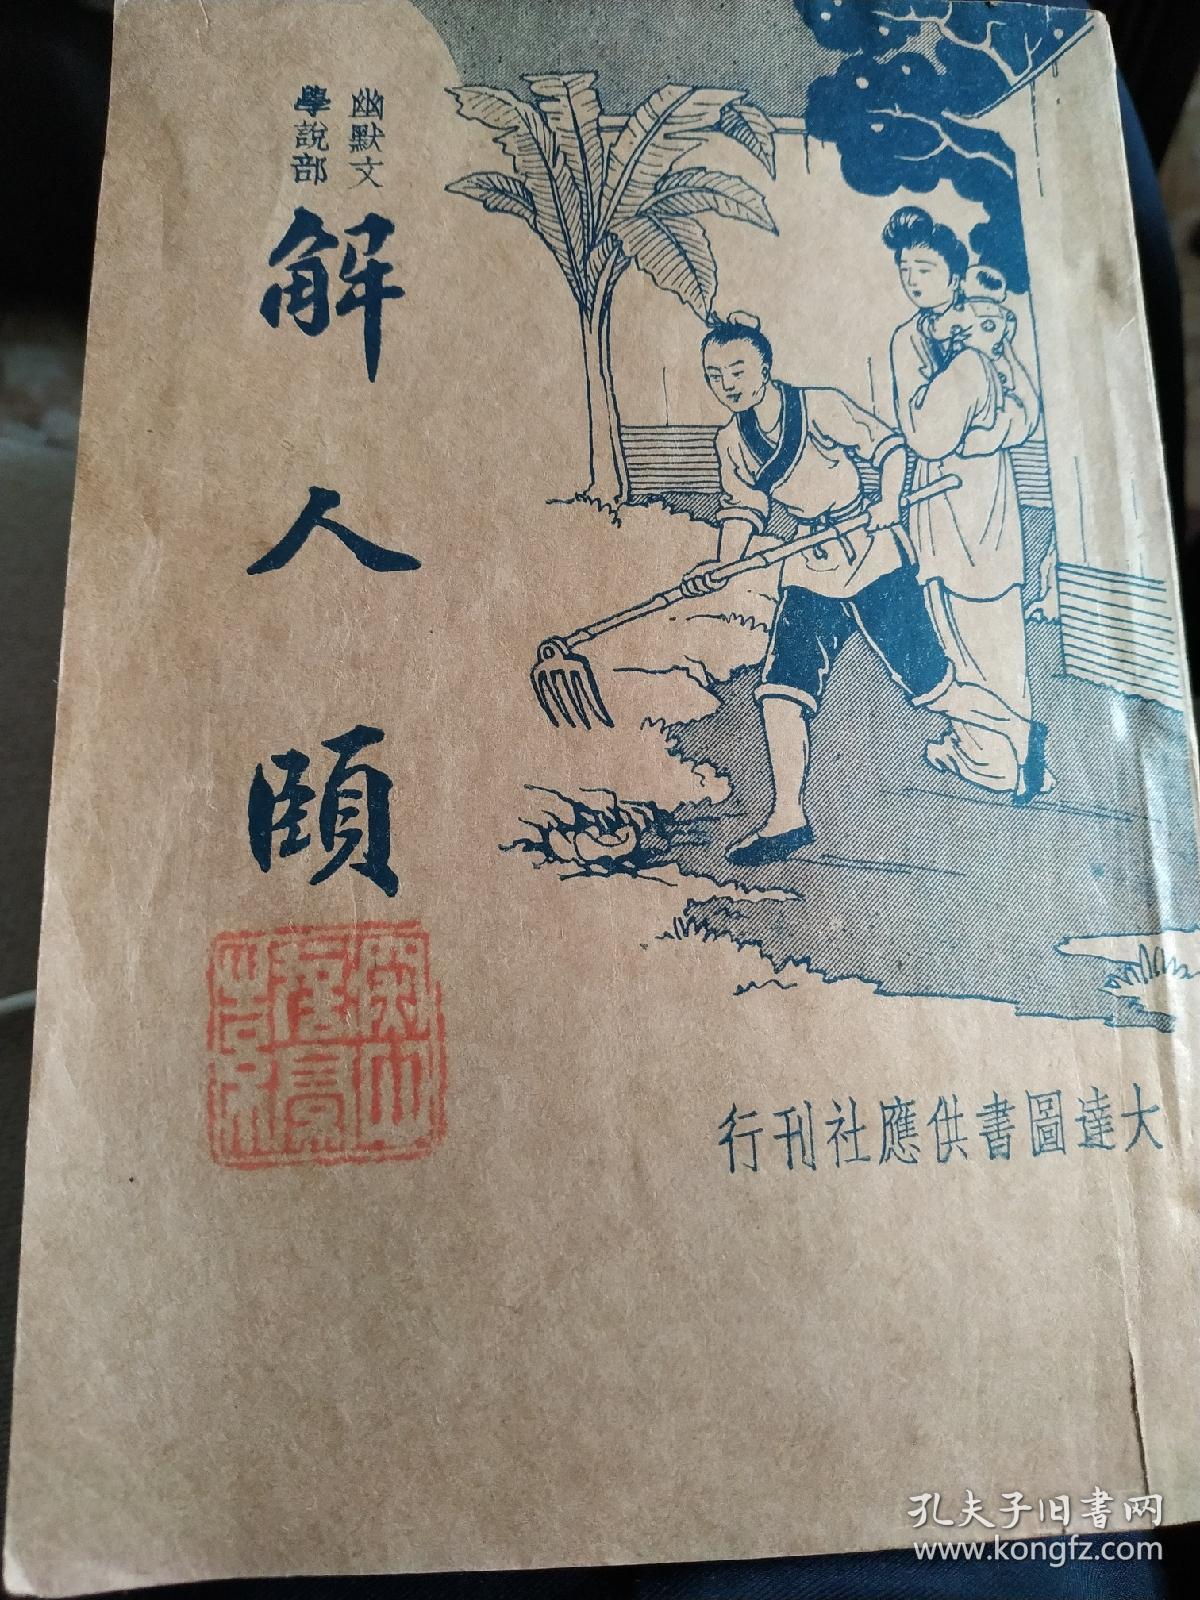 幽默文
學說部
解人頤
大達圖書供應社刊行
孔夫子旧书网
www.kongfz.com